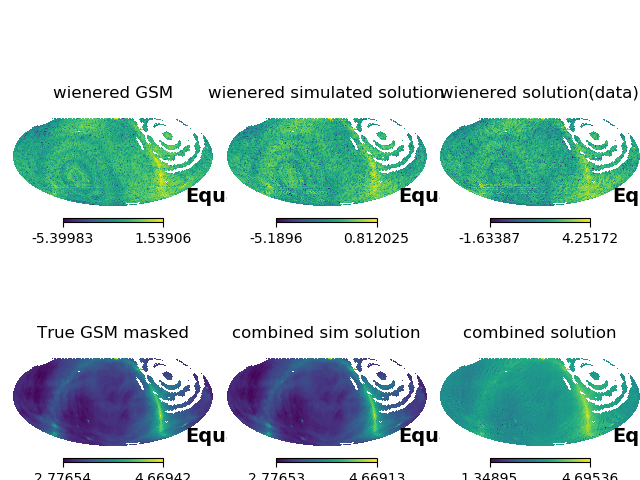 wienered GSM
wienered simulated solution
wienered solution(data)
Equ
Equ
Eq
-5.39983 1.53906
-5.1896 0.812025
-1.63387 4.25172
True GSM masked
combined sim solution
combined solution
Equ
Equ
Eq
2.77654 4.66942
2.77653 4.66913
1.34895 4.69536